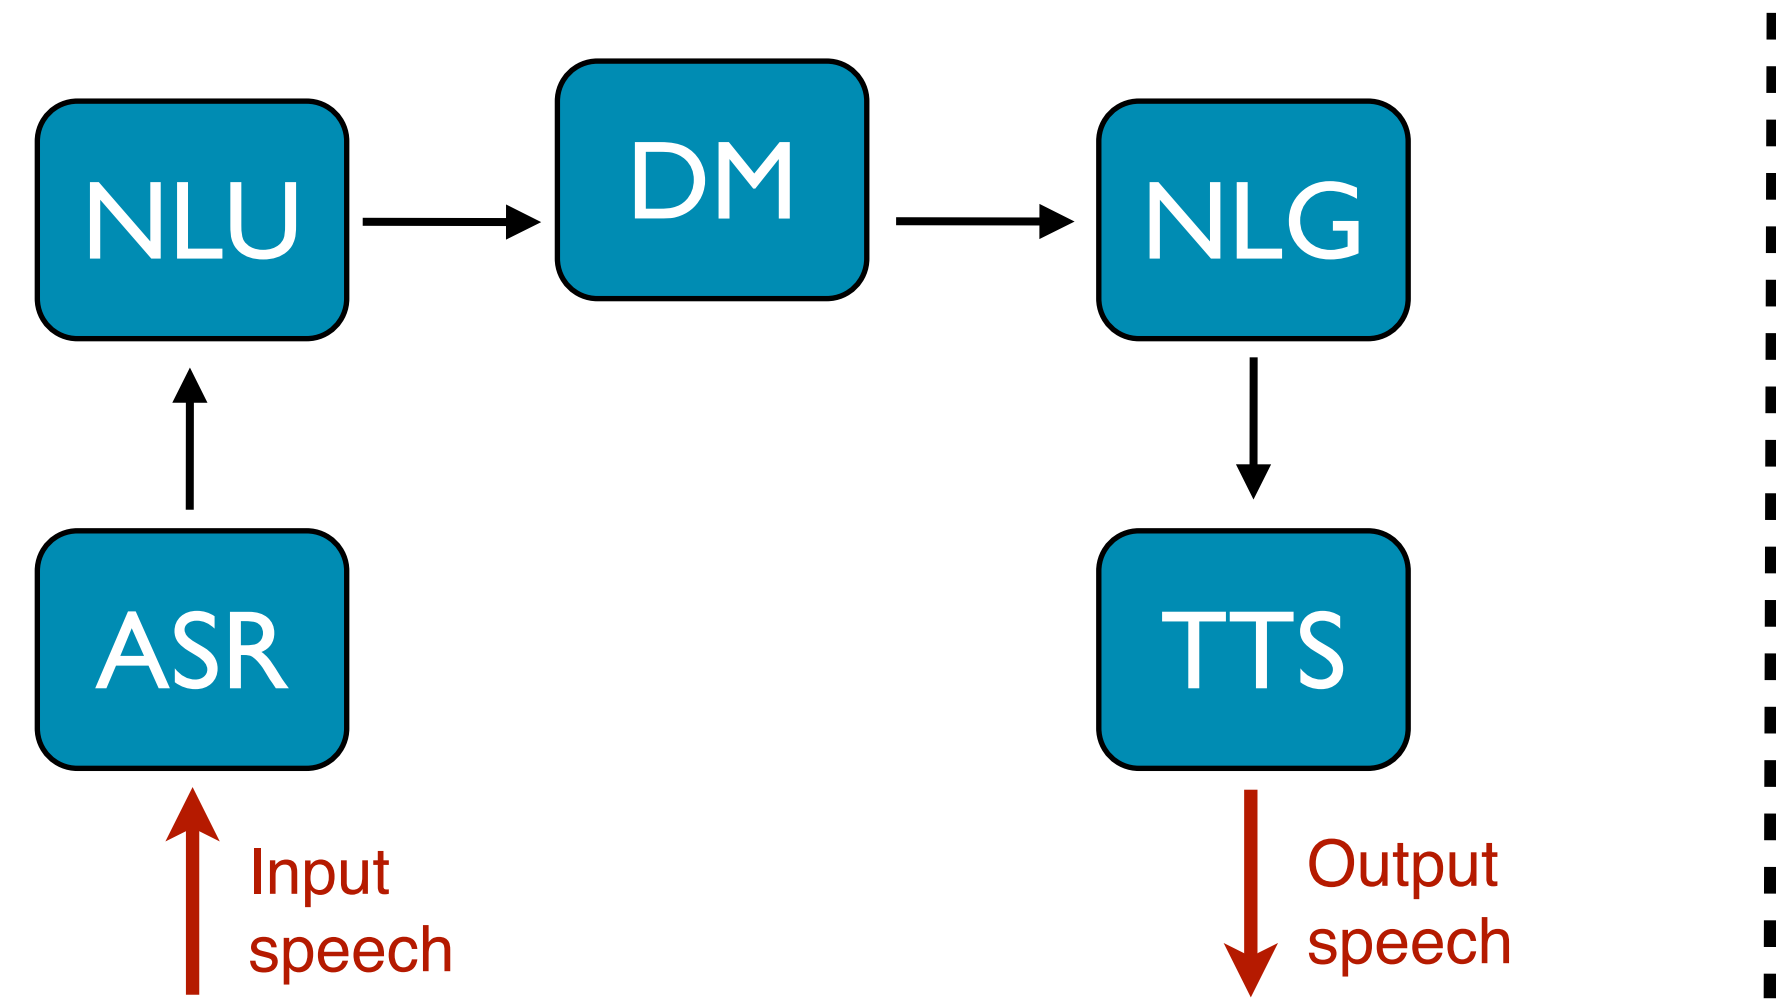 DM
NLU
NLG
ASR
TTS
Input
speech
Output
speech